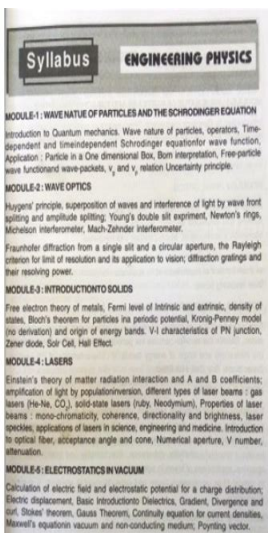 Syllabus
ENGINEERING PHYSICS
MODULE-1 : WAVE NATUE OF PARTICLES AND THE SCHRODINGER EQUATION
Introduction to Quantum mechanics. Wave nature of particles, operators, Time-
dependent and timeindependent Schrodinger equationfor wave function,
Application : Particle in a One dimensional Box, Born interpretation, Free-particle
wave functionand wave-packets, v_g and v_p relation Uncertainty principle.
MODULE-2 : WAVE OPTICS
Huygens' principle, superposition of waves and interference of light by wave front
splitting and amplitude splitting; Young's double slit expriment, Newton's rings,
Michelson interferometer, Mach-Zehnder interferometer.
Fraunhofer diffraction from a single slit and a circular aperture, the Rayleigh
criterion for limit of resolution and its application to vision; diffraction gratings and
their resolving power.
MODULE-3 : INTRODUCTIONTO SOLIDS
Free electron theory of metals, Fermi level of Intrinsic and extrinsic, density of
states, Bloch's theorem for particles ina periodic potential, Kronig-Penney model
(no derivation) and origin of energy bands. V-I characteristics of PN junction,
Zener diode, Solr Cell, Hall Effect.
MODULE-4 : LASERS
Einstein's theory of matter radiation interaction and A and B coefficients;
amplification of light by populationinversion, different types of laser beams : gas
lasers (He-Ne, CO₂), solid-state lasers (ruby, Neodymium), Properties of laser
beams : mono-chromaticity, coherence, directionality and brightness, laser
speckles, applications of lasers in science, engineering and medicine. Introduction
to optical fiber, acceptance angle and cone, Numerical aperture, V number,
attenuation.
MODULE-5 : ELECTROSTATICS IN VACUUM
Calculation of electric field and electrostatic potential for a charge distribution;
Electric displacement, Basic Introductionto Dielectrics, Gradient, Divergence and
curl, Stokes' theorem, Gauss Theorem, Continuity equation for current densities,
Maxwell's equationin vacuum and non-conducting medium; Poynting vector.